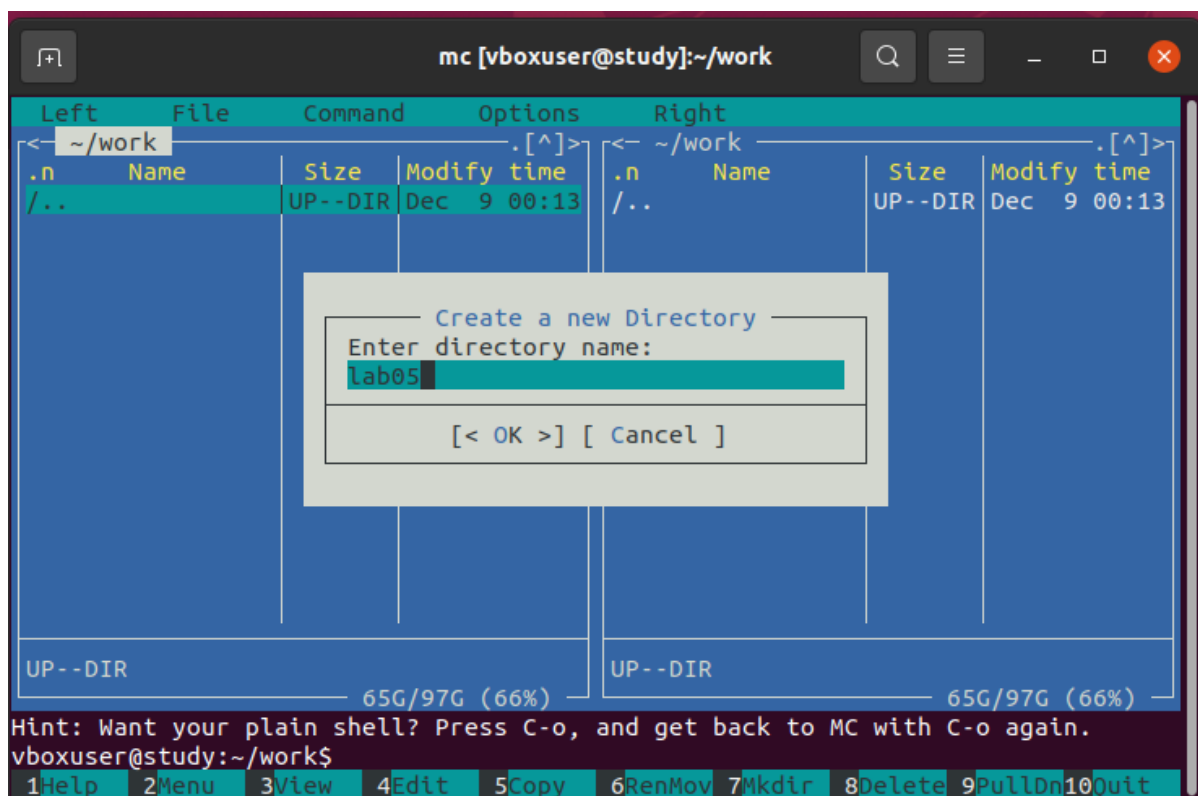 mc [vboxuser@study]:~/work
Left File Command Options Right
<— ~/work .[^]> <— ~/work .[^]>
.n Name Size Modify time .n Name Size Modify time
/.. UP--DIR Dec 9 00:13 /.. UP--DIR Dec 9 00:13
Create a new Directory
Enter directory name:
lab05
[< OK >] [ Cancel ]
UP--DIR UP--DIR
65G/97G (66%) 65G/97G (66%)
Hint: Want your plain shell? Press C-o, and get back to MC with C-o again.
vboxuser@study:~/work$
1Help 2Menu 3View 4Edit 5Copy 6RenMov 7Mkdir 8Delete 9PullDn 10Quit